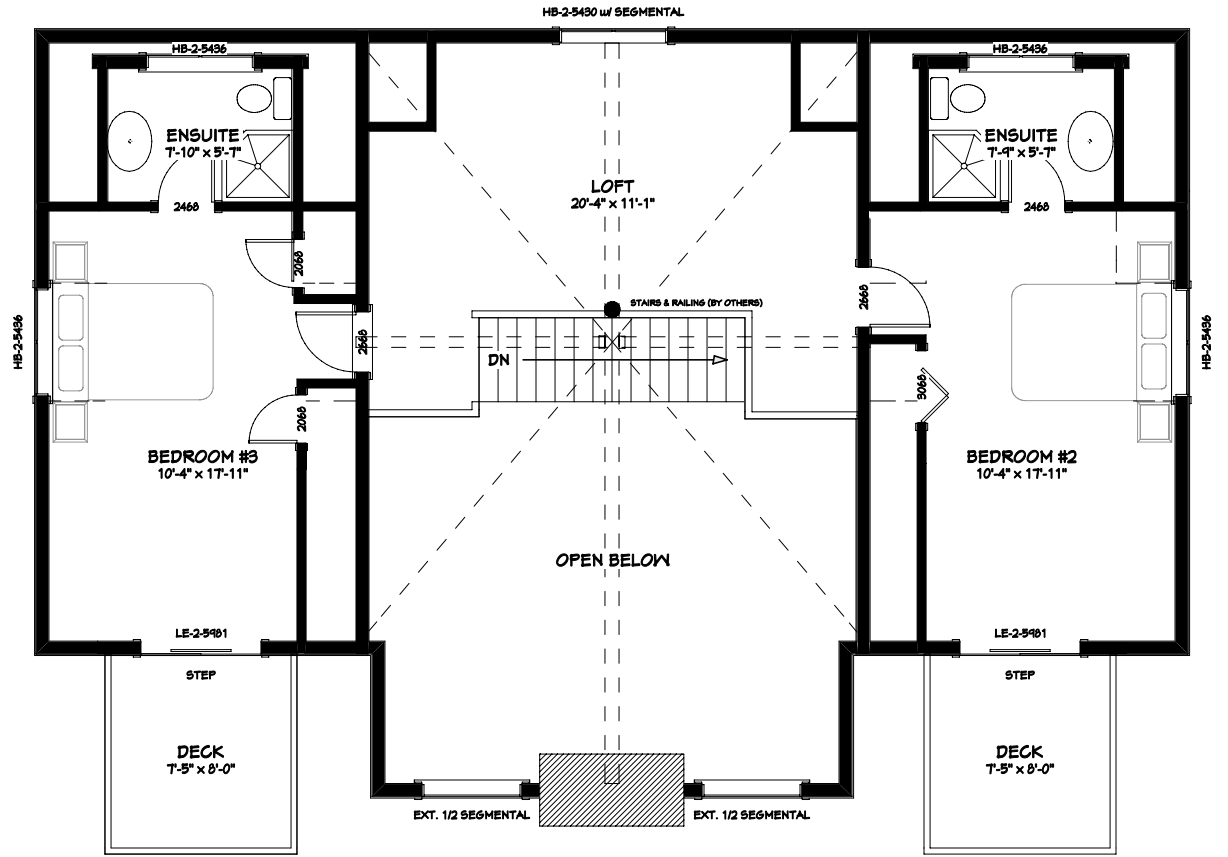 HB-2-5430 w/ SEGMENTAL
HB-2-5436
HB-2-5436
ENSUITE
7'-10" x 5'-7"
ENSUITE
7'-9" x 5'-7"
LOFT
20'-4" x 11'-1"
2468
2468
2068
2668
STAIRS & RAILING (BY OTHERS)
HB-2-5436
2668
DN
HB-2-5436
2068
3068
BEDROOM #3
10'-4" x 17'-11"
BEDROOM #2
10'-4" x 17'-11"
OPEN BELOW
LE-2-5981
LE-2-5981
STEP
STEP
DECK
7'-5" x 8'-0"
DECK
7'-5" x 8'-0"
EXT. 1/2 SEGMENTAL
EXT. 1/2 SEGMENTAL